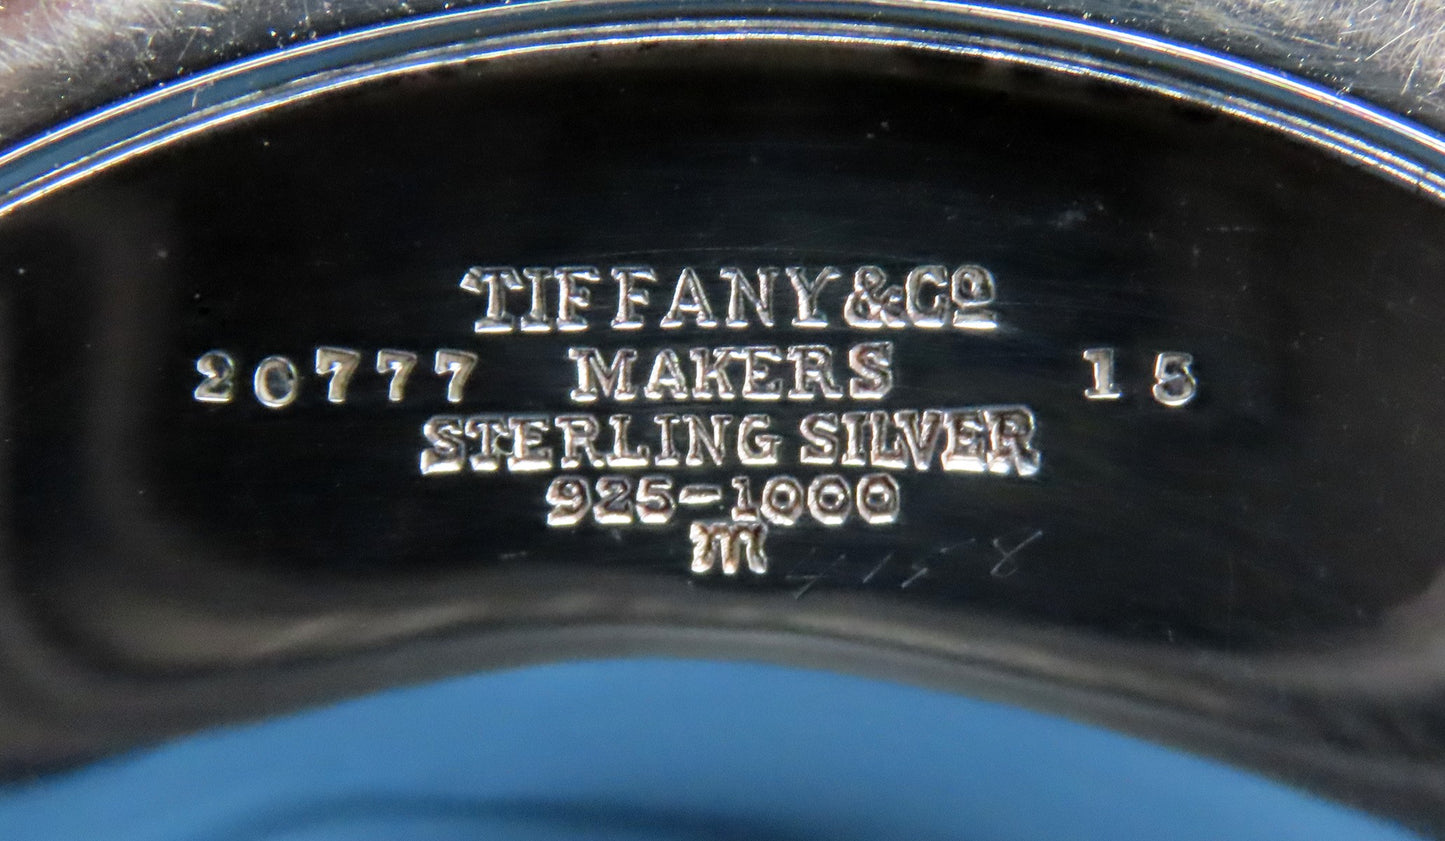 TIFFANY & Co
20777 MAKERS 15
STERLING SILVER
925-1000
m